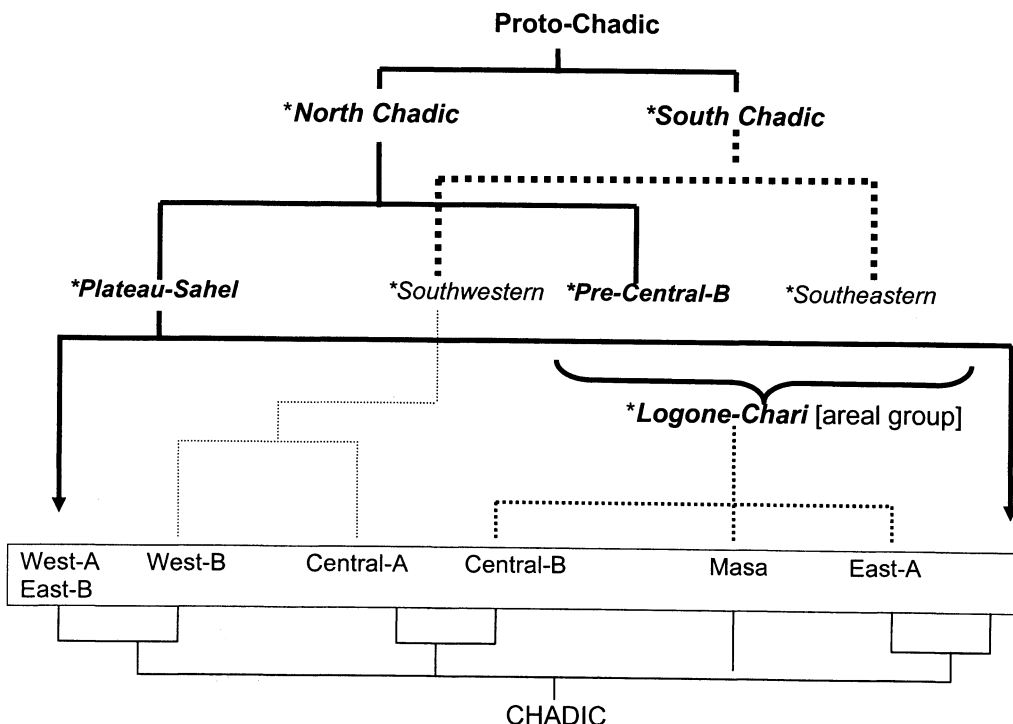 Proto-Chadic
*North Chadic *South Chadic
*Plateau-Sahel *Southwestern *Pre-Central-B *Southeastern
*Logone-Chari [areal group]
West-A West-B Central-A Central-B Masa East-A
East-B
CHADIC